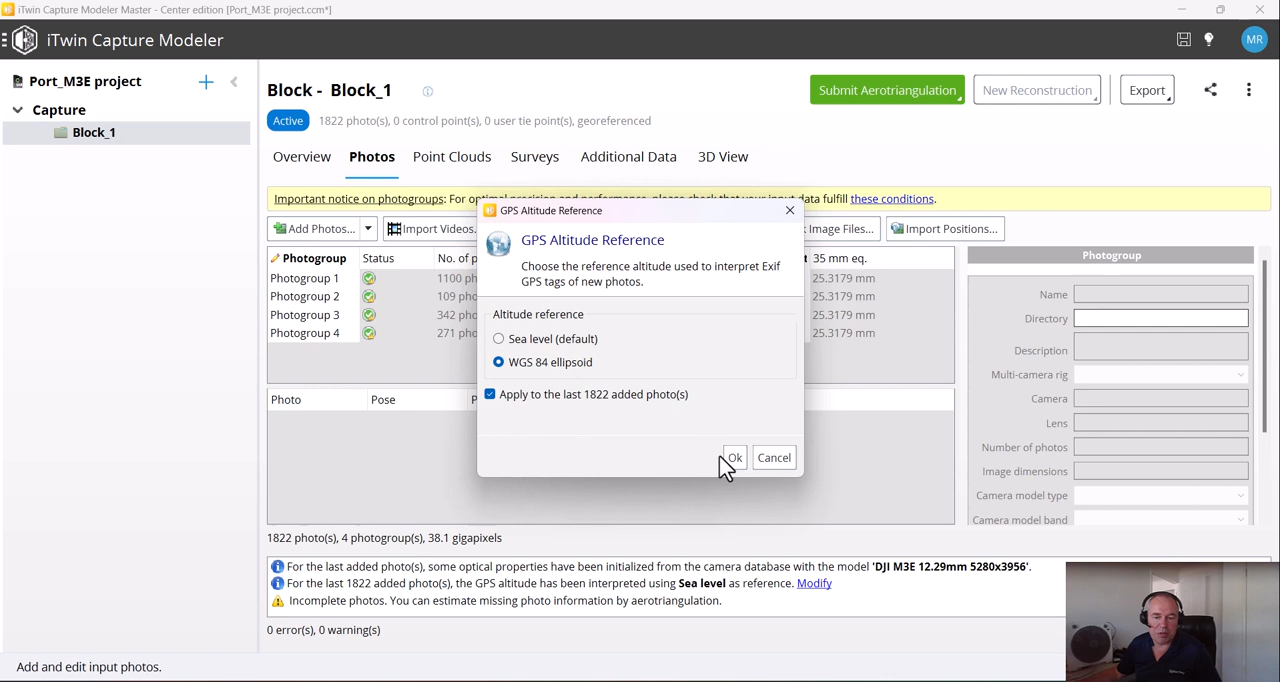 iTwin Capture Modeler Master - Center edition [Port_M3E project.ccm*]
iTwin Capture Modeler
MR
Port_M3E project
Capture
Block_1
Block - Block_1
Submit Aerotriangulation
New Reconstruction
Export
Active
1822 photo(s), 0 control point(s), 0 user tie point(s), georeferenced
Overview
Photos
Point Clouds
Surveys
Additional Data
3D View
Important notice on photogroups: For optimal precision and performance, please check that your input data fulfill these conditions.
Add Photos...
Import Videos.
Image Files...
Import Positions...
Photogroup
Status
No. of p
35 mm eq.
Photogroup 1
1100 pho
25.3179 mm
Photogroup 2
109 pho
25.3179 mm
Photogroup 3
342 pho
25.3179 mm
Photogroup 4
271 pho
25.3179 mm
Photo
Pose
GPS Altitude Reference
GPS Altitude Reference
Choose the reference altitude used to interpret Exif
GPS tags of new photos.
Altitude reference
Sea level (default)
WGS 84 ellipsoid
Apply to the last 1822 added photo(s)
Ok
Cancel
Photogroup
Name
Directory
Description
Multi-camera rig
Camera
Lens
Number of photos
Image dimensions
Camera model type
Camera model band
1822 photo(s), 4 photogroup(s), 38.1 gigapixels
For the last added photo(s), some optical properties have been initialized from the camera database with the model 'DJI M3E 12.29mm 5280x3956'.
For the last 1822 added photo(s), the GPS altitude has been interpreted using Sea level as reference. Modify
Incomplete photos. You can estimate missing photo information by aerotriangulation.
0 error(s), 0 warning(s)
Add and edit input photos.